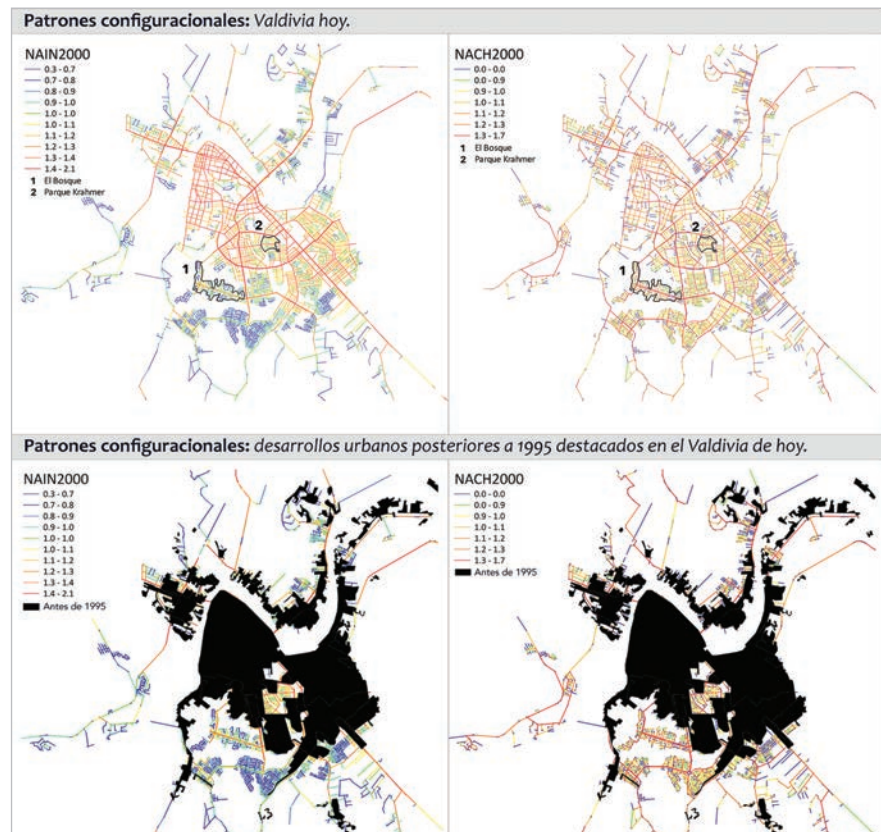 Patrones configuracionales: Valdivia hoy.
NAIN2000
0.3 - 0.7
0.7 - 0.8
0.8 - 0.9
0.9 - 1.0
1.0 - 1.0
1.0 - 1.1
1.1 - 1.2
1.2 - 1.3
1.3 - 1.4
1.4 - 2.1
1 El Bosque
2 Parque Krahmer
2
1
NACH2000
0.0 - 0.0
0.0 - 0.9
0.9 - 1.0
1.0 - 1.1
1.1 - 1.2
1.2 - 1.3
1.3 - 1.7
1 El Bosque
2 Parque Krahmer
2
1
Patrones configuracionales: desarrollos urbanos posteriores a 1995 destacados en el Valdivia de hoy.
NAIN2000
0.3 - 0.7
0.7 - 0.8
0.8 - 0.9
0.9 - 1.0
1.0 - 1.0
1.0 - 1.1
1.1 - 1.2
1.2 - 1.3
1.3 - 1.4
1.4 - 2.1
Antes de 1995
NACH2000
0.0 - 0.0
0.0 - 0.9
0.9 - 1.0
1.0 - 1.1
1.1 - 1.2
1.2 - 1.3
1.3 - 1.7
Antes de 1995